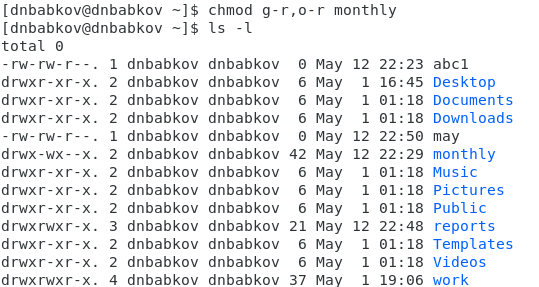 [dnbabkov@dnbabkov ~]$ chmod g-r,o-r monthly
[dnbabkov@dnbabkov ~]$ ls -l
total 0
-rw-rw-r--. 1 dnbabkov dnbabkov  0 May 12 22:23 abc1
drwxr-xr-x. 2 dnbabkov dnbabkov  6 May  1 16:45 Desktop
drwxr-xr-x. 2 dnbabkov dnbabkov  6 May  1 01:18 Documents
drwxr-xr-x. 2 dnbabkov dnbabkov  6 May  1 01:18 Downloads
-rw-rw-r--. 1 dnbabkov dnbabkov  0 May 12 22:50 may
drwx-wx--x. 2 dnbabkov dnbabkov 42 May 12 22:29 monthly
drwxr-xr-x. 2 dnbabkov dnbabkov  6 May  1 01:18 Music
drwxr-xr-x. 2 dnbabkov dnbabkov  6 May  1 01:18 Pictures
drwxr-xr-x. 2 dnbabkov dnbabkov  6 May  1 01:18 Public
drwxrwxr-x. 3 dnbabkov dnbabkov 21 May 12 22:48 reports
drwxr-xr-x. 2 dnbabkov dnbabkov  6 May  1 01:18 Templates
drwxr-xr-x. 2 dnbabkov dnbabkov  6 May  1 01:18 Videos
drwxrwxr-x. 4 dnbabkov dnbabkov 37 May  1 19:06 work